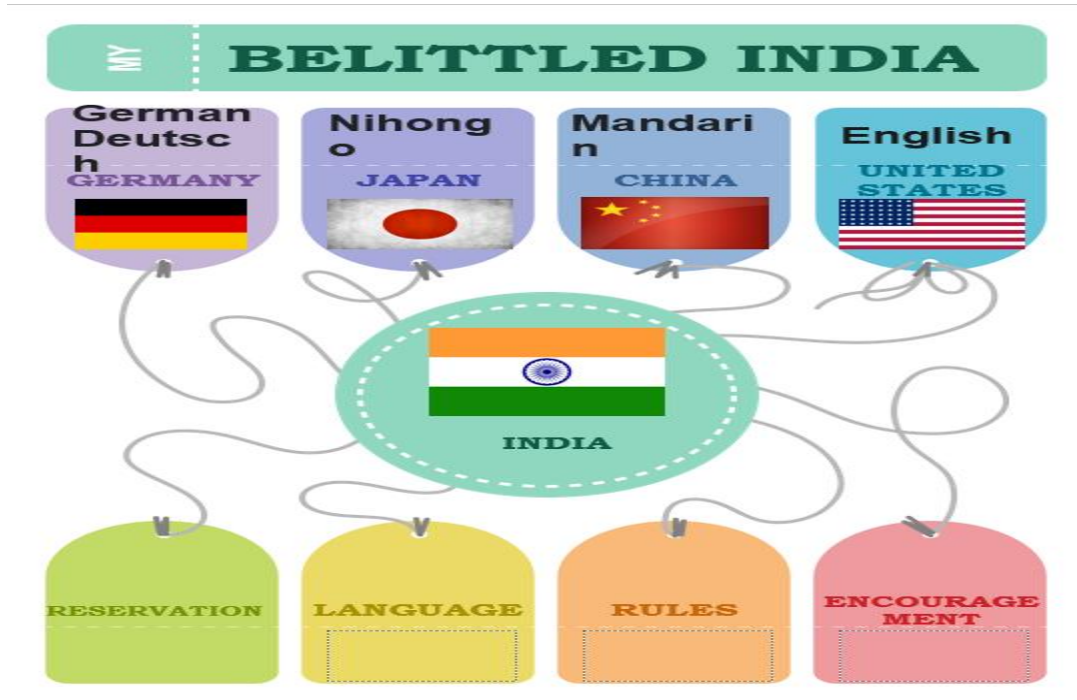 MY
BELITTLED INDIA
German
Deutsc
h
GERMANY
Nihong
o
JAPAN
Mandari
n
CHINA
English
UNITED
STATES
INDIA
RESERVATION
LANGUAGE
RULES
ENCOURAGE
MENT